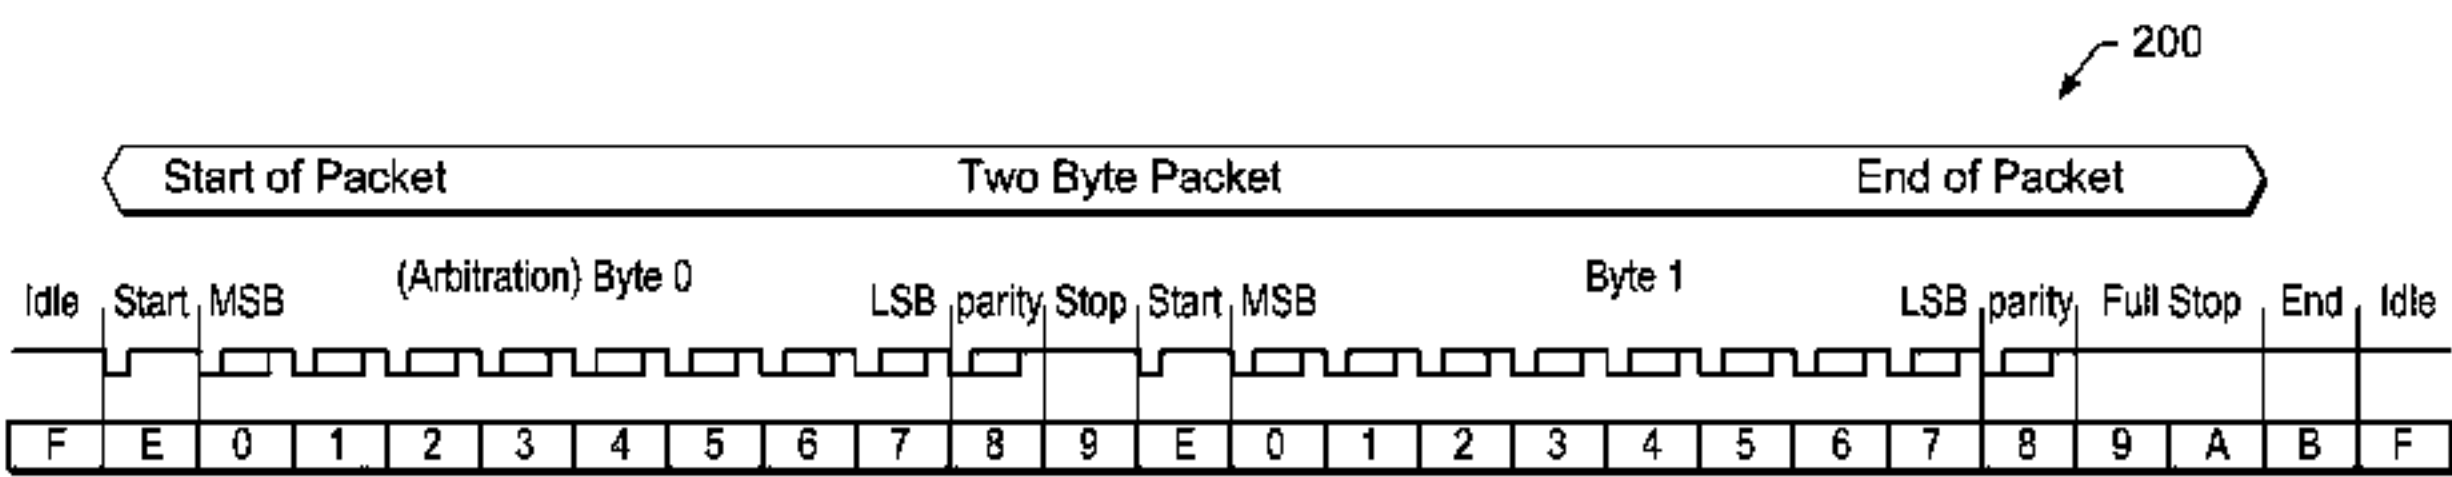 200
Start of Packet Two Byte Packet End of Packet
(Arbitration) Byte 0 Byte 1
Idle Start MSB LSB parity Stop Start MSB LSB parity Full Stop End Idle
F E 0 1 2 3 4 5 6 7 8 9 E 0 1 2 3 4 5 6 7 8 9 A B F